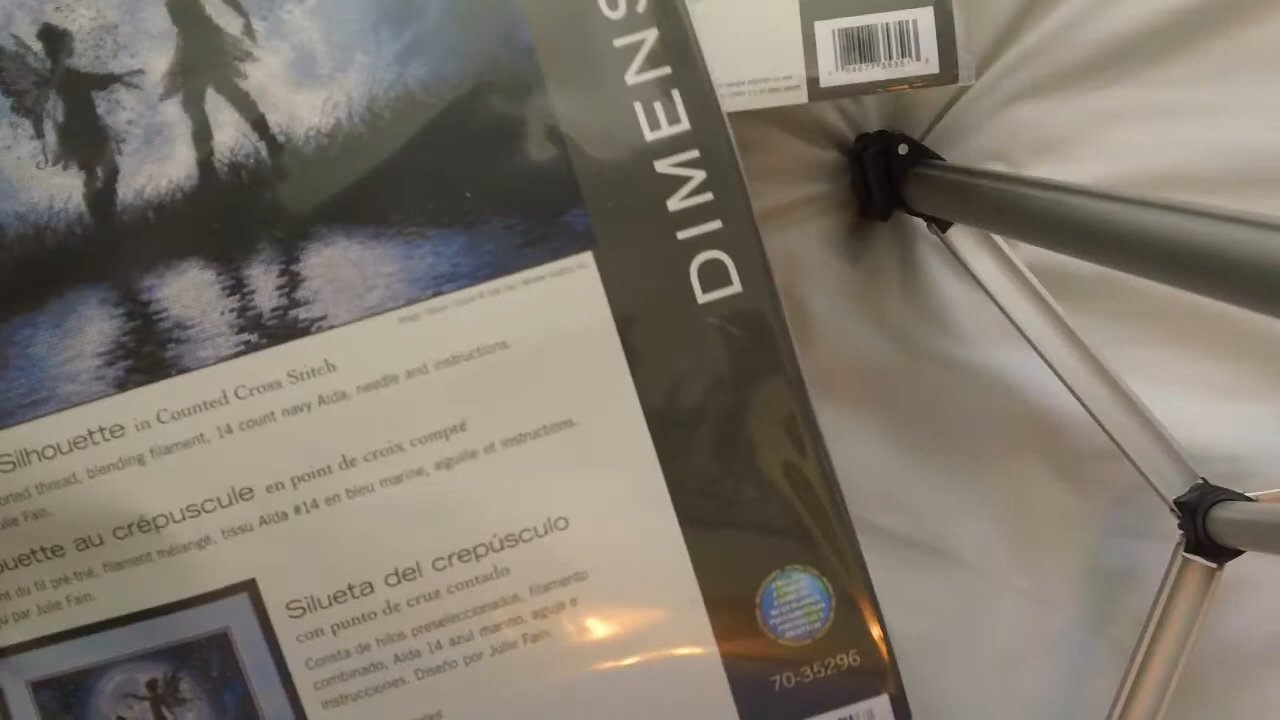 DIMENS
Silhouette in Counted Cross Stitch
orted thread, blending filament, 14 count navy Aida, needle and instructions.
ulie Fain.
ouette au crépuscule en point de croix compté
nt du fil pré-trié, filament mélangé, tissu Aïda #14 en bleu marine, aiguille et instructions.
u par Julie Fain.
Silueta del crepúsculo
con punto de cruz contado
Consta de hilos preseleccionados, filamento
combinado, Aida 14 azul marino, aguja e
instrucciones. Diseño por Julie Fain.
70-35296